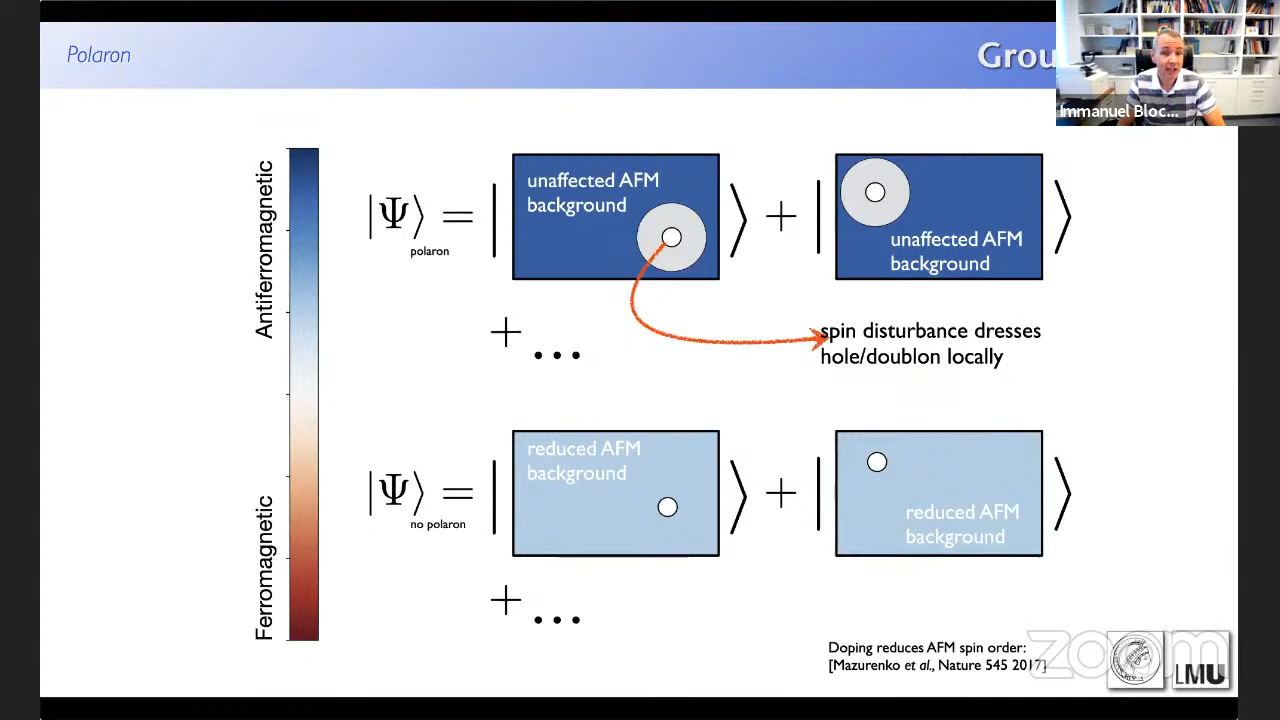 Polaron
Grou
Immanuel Bloc...
Antiferromagnetic
Ferromagnetic
|Ψ⟩ = | unaffected AFM
background ⟩ + | unaffected AFM
background ⟩
polaron
+ ...
spin disturbance dresses
hole/doublon locally
|Ψ⟩ = | reduced AFM
background ⟩ + | reduced AFM
background ⟩
no polaron
+ ...
Doping reduces AFM spin order:
[Mazurenko et al., Nature 545 2017]
zoom
LMU